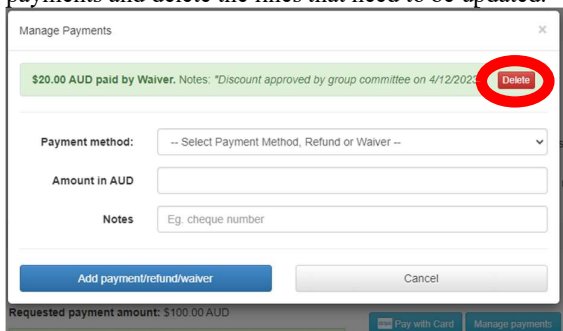 payments and delete the lines that need to be updated.
Manage Payments ×
$20.00 AUD paid by Waiver. Notes: "Discount approved by group committee on 4/12/2023 Delete
Payment method: -- Select Payment Method, Refund or Waiver --
Amount in AUD
Notes Eg. cheque number
Add payment/refund/waiver Cancel
Requested payment amount: $100.00 AUD
Pay with Card Manage payments